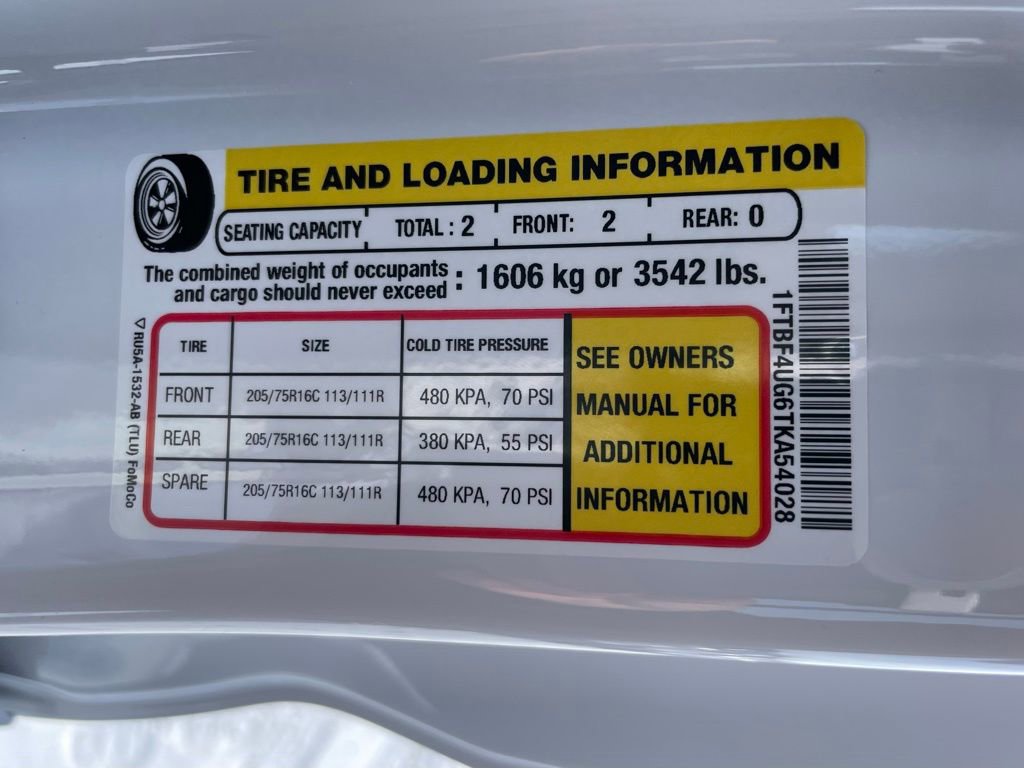 TIRE AND LOADING INFORMATION
SEATING CAPACITY TOTAL : 2 FRONT: 2 REAR: 0
The combined weight of occupants
and cargo should never exceed : 1606 kg or 3542 lbs.
TIRE SIZE COLD TIRE PRESSURE
FRONT 205/75R16C 113/111R 480 KPA, 70 PSI
REAR 205/75R16C 113/111R 380 KPA, 55 PSI
SPARE 205/75R16C 113/111R 480 KPA, 70 PSI
SEE OWNERS
MANUAL FOR
ADDITIONAL
INFORMATION
1FTBF4UG6TKA54028
RU5A-1532-AB (TLU) FoMoCo